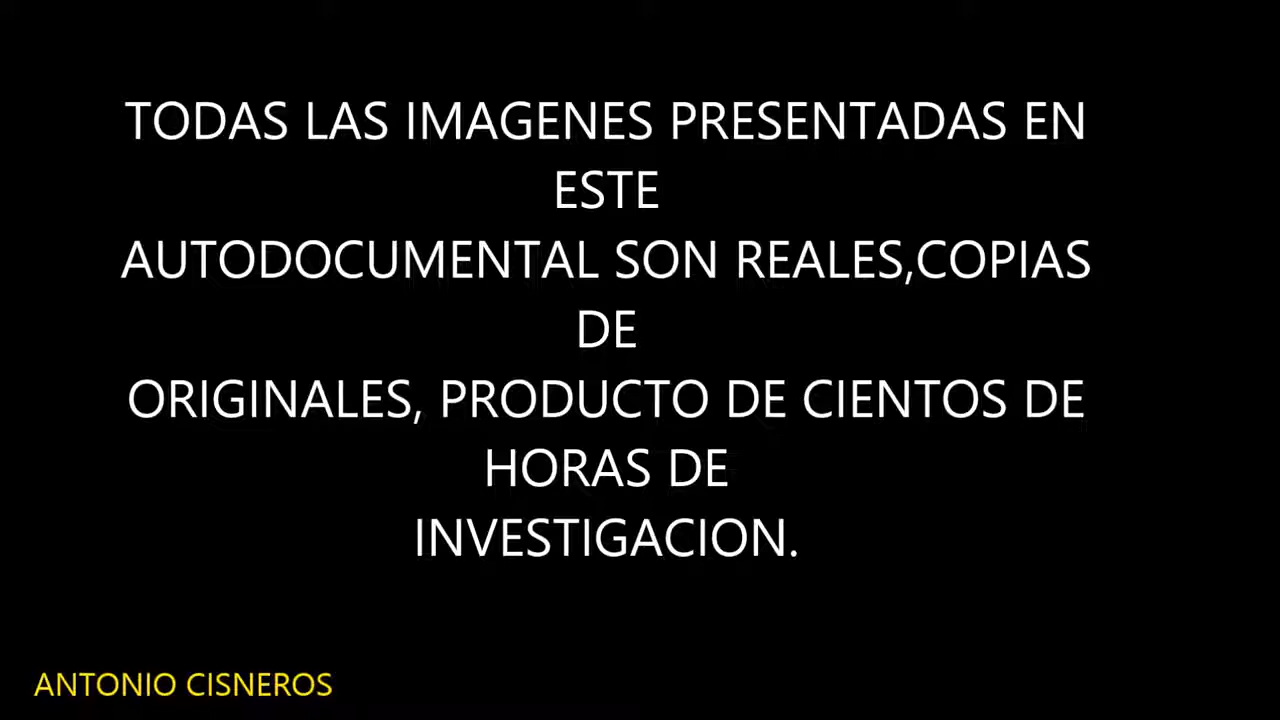 TODAS LAS IMAGENES PRESENTADAS EN
ESTE
AUTODOCUMENTAL SON REALES,COPIAS
DE
ORIGINALES, PRODUCTO DE CIENTOS DE
HORAS DE
INVESTIGACION.
ANTONIO CISNEROS